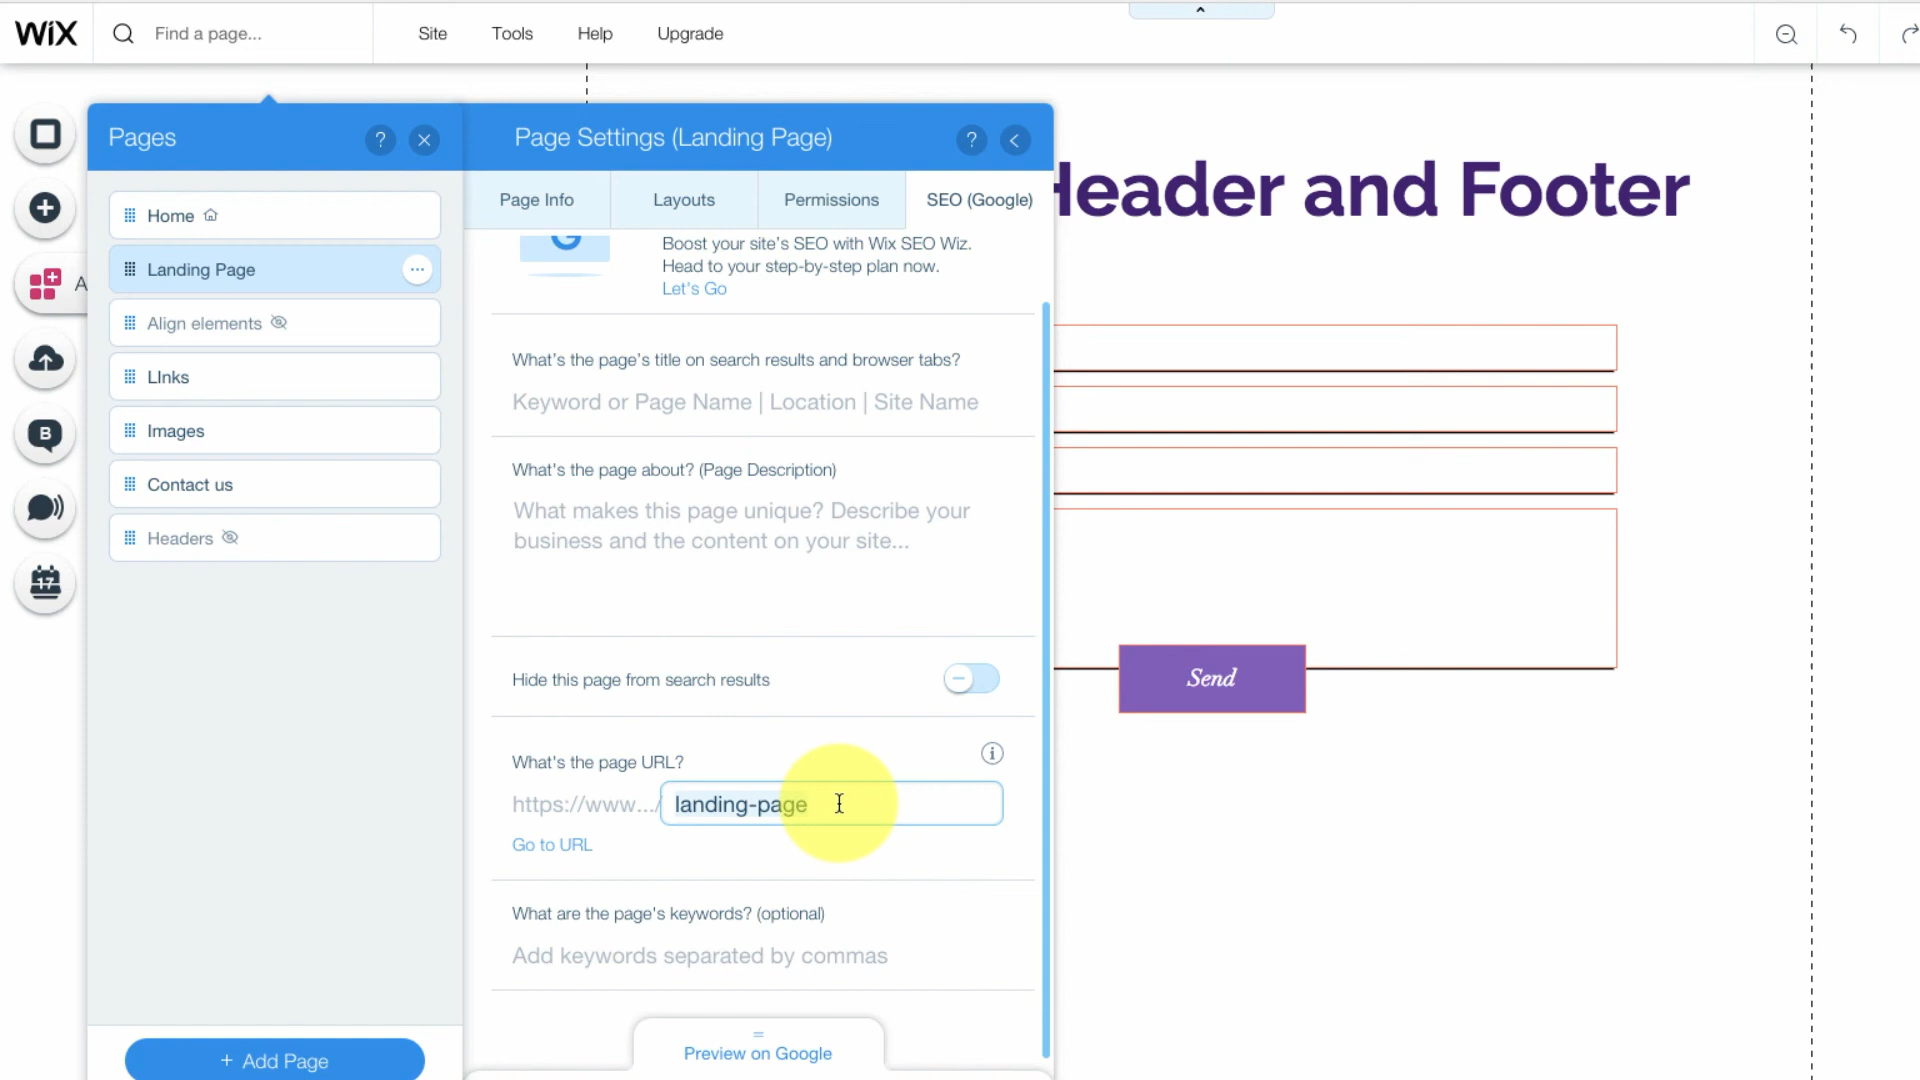 WiX
Find a page...
Site
Tools
Help
Upgrade
Pages
?
Home
Landing Page
Align elements
LInks
Images
Contact us
Headers
+ Add Page
A
B
17
Page Settings (Landing Page)
?
Page Info
Layouts
Permissions
SEO (Google)
Boost your site's SEO with Wix SEO Wiz.
Head to your step-by-step plan now.
Let's Go
What's the page's title on search results and browser tabs?
Keyword or Page Name | Location | Site Name
What's the page about? (Page Description)
What makes this page unique? Describe your
business and the content on your site...
Hide this page from search results
What's the page URL?
https://www.../ landing-page
Go to URL
What are the page's keywords? (optional)
Add keywords separated by commas
Preview on Google
Header and Footer
Send